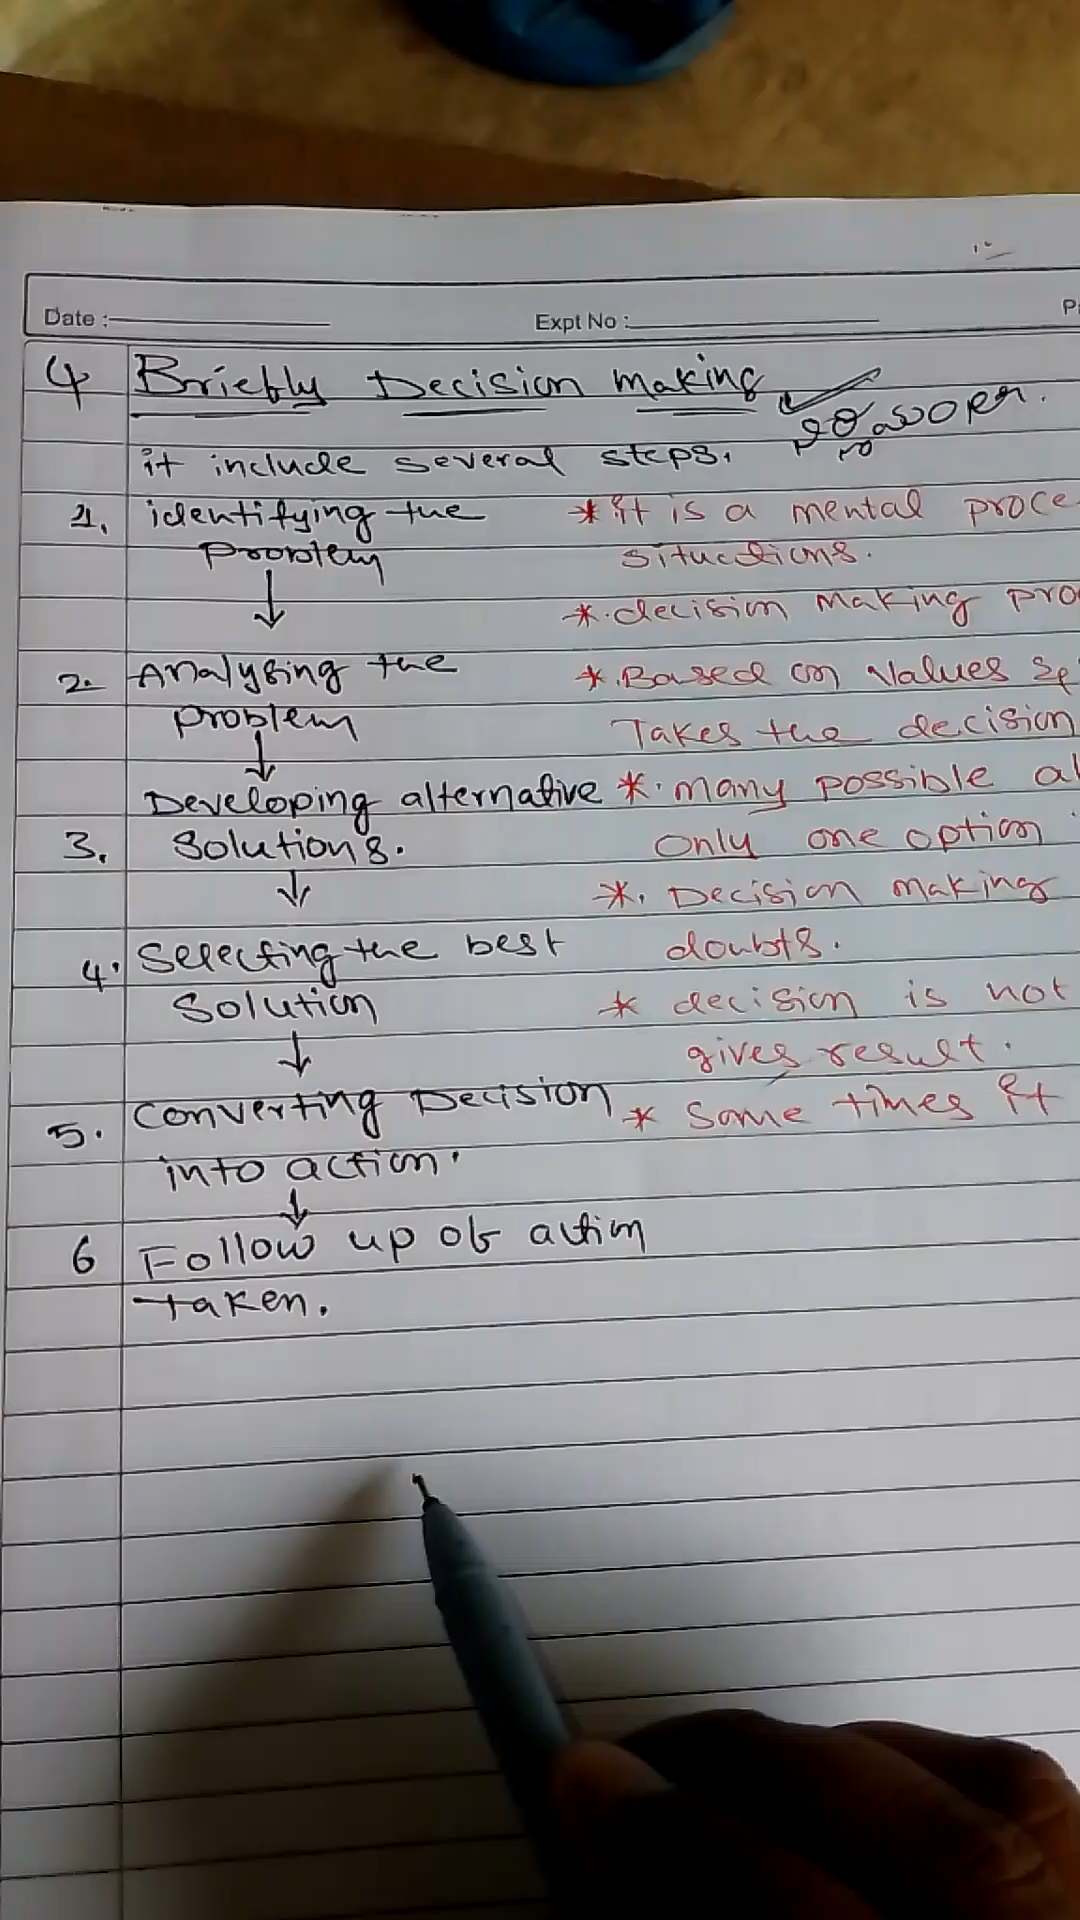 Date :
Expt No :
4 Briefly Decision making
it include several steps.
1. identifying the
problem
* it is a mental proce
situations.
* decision making pro
2. Analysing the
problem
* Based on values
Takes the decision
Developing alternative
3. Solutions.
* many possible al
Only one option
* Decision making
doubts.
4. Selecting the best
Solution
* decision is not
gives result.
5. Converting Decision
into action.
* Some times it
6 Follow up of action
taken.